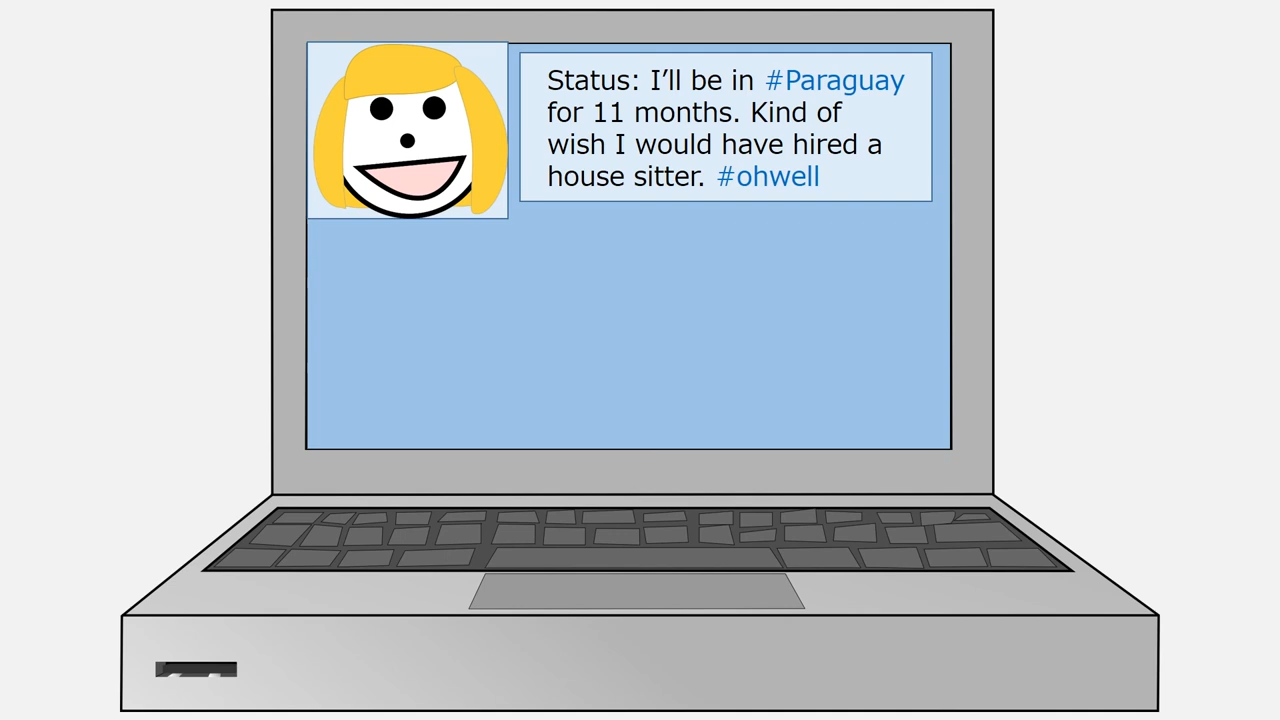 Status: I’ll be in #Paraguay
for 11 months. Kind of
wish I would have hired a
house sitter. #ohwell